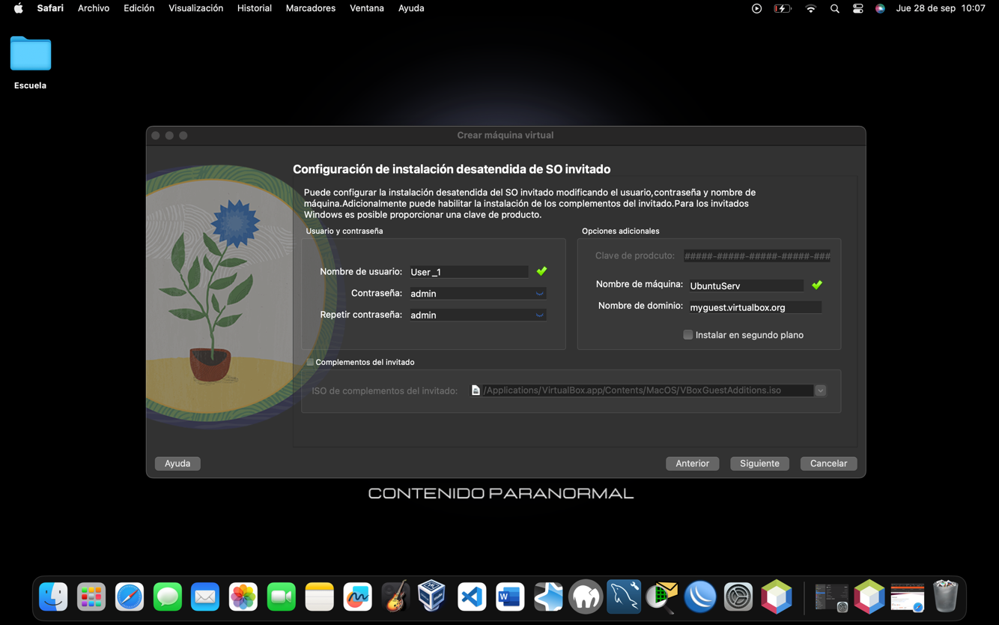 Safari Archivo Edición Visualización Historial Marcadores Ventana Ayuda Jue 28 de sep 10:07
Escuela
Crear máquina virtual
Configuración de instalación desatendida de SO invitado
Puede configurar la instalación desatendida del SO invitado modificando el usuario,contraseña y nombre de
máquina.Adicionalmente puede habilitar la instalación de los complementos del invitado.Para los invitados
Windows es posible proporcionar una clave de producto.
Usuario y contraseña
Nombre de usuario: User_1
Contraseña: admin
Repetir contraseña: admin
Opciones adicionales
Clave de prodcuto: #####-#####-#####-#####-###
Nombre de máquina: UbuntuServ
Nombre de dominio: myguest.virtualbox.org
Instalar en segundo plano
Complementos del invitado
ISO de complementos del invitado: /Applications/VirtualBox.app/Contents/MacOS/VBoxGuestAdditions.iso
Ayuda Anterior Siguiente Cancelar
CONTENIDO PARANORMAL